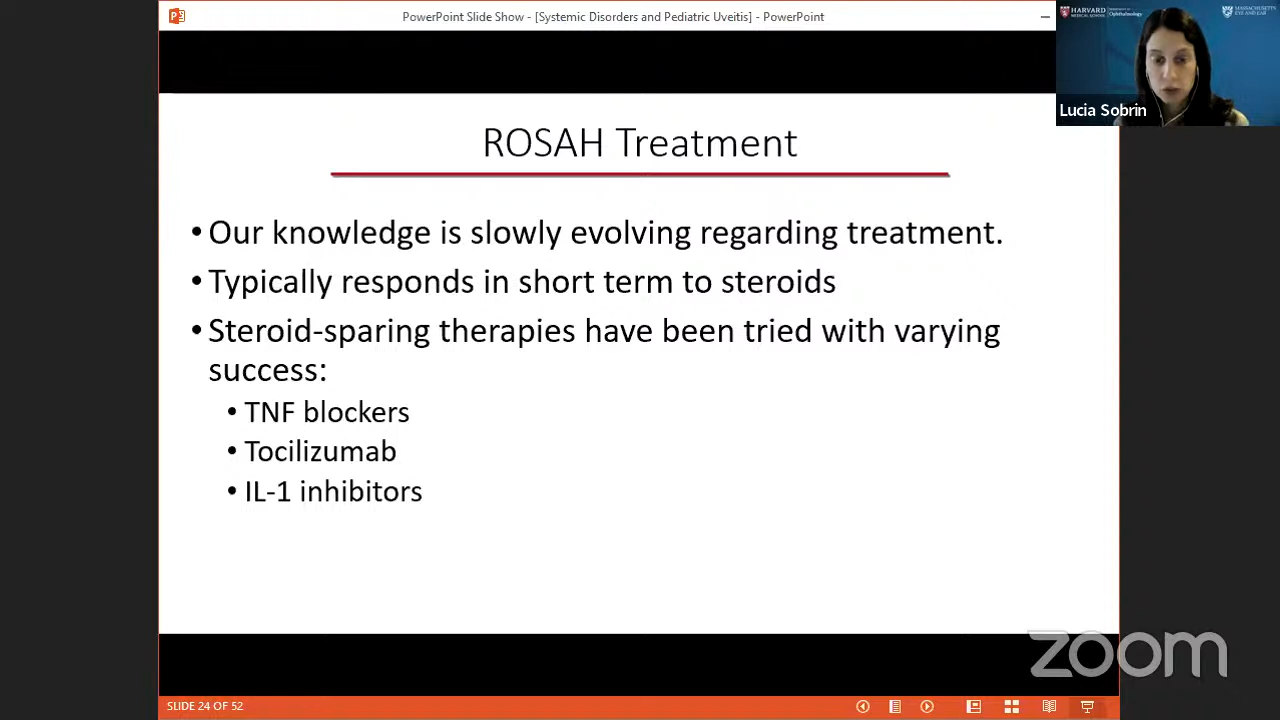 PowerPoint Slide Show - [Systemic Disorders and Pediatric Uveitis] - PowerPoint
HARVARD
MEDICAL SCHOOL
Ophthalmology
MASSACHUSETTS
EYE AND EAR
Lucia Sobrin
ROSAH Treatment
• Our knowledge is slowly evolving regarding treatment.
• Typically responds in short term to steroids
• Steroid-sparing therapies have been tried with varying
success:
• TNF blockers
• Tocilizumab
• IL-1 inhibitors
zoom
SLIDE 24 OF 52